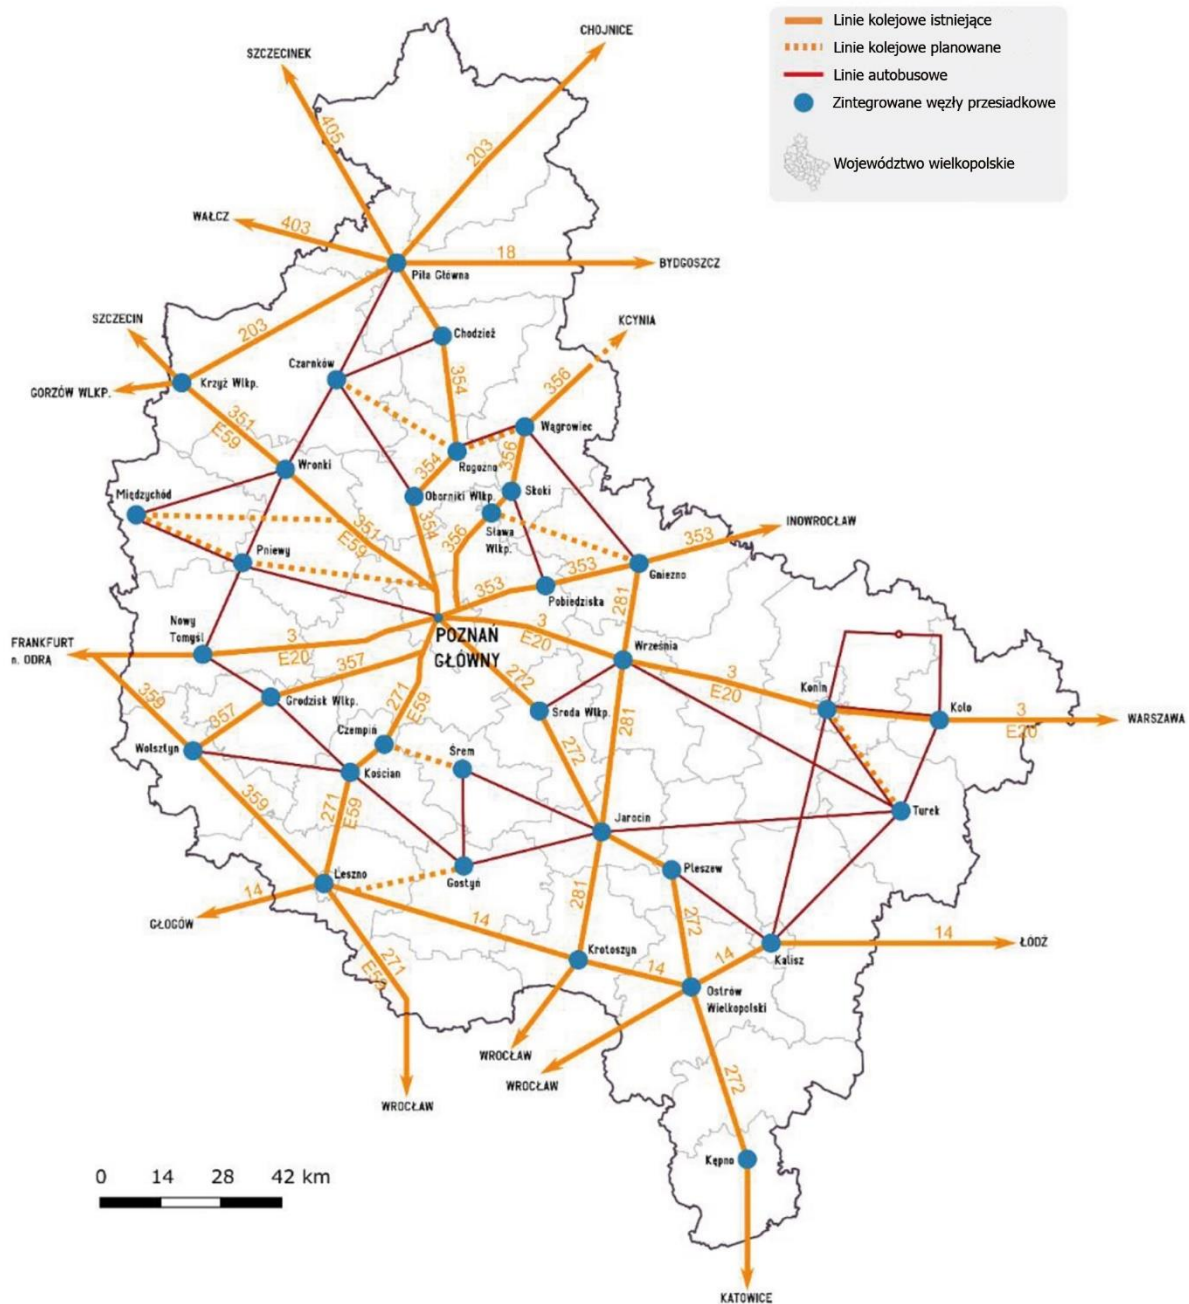 Linie kolejowe istniejące
Linie kolejowe planowane
Linie autobusowe
Zintegrowane węzły przesiadkowe
Województwo wielkopolskie
CHOJNICE
SZCZECINEK
405
203
WAŁCZ
403
18
BYDGOSZCZ
Piła Główna
SZCZECIN
203
KCYNIA
Chodzież
Czarnków
GORZÓW WLKP.
Krzyż Wlkp.
354
356
351
E59
Wągrowiec
Rogozno
356
354
Wronki
Międzychód
Oborniki Wlkp.
Skoki
354
351
E59
356
Sława
Wlkp.
353
INOWROCŁAW
Pniewy
353
Gniezno
353
Pobiedziska
281
Nowy
Tomyśl
3
E20
POZNAŃ
GŁÓWNY
3
E20
Września
FRANKFURT
n. ODRĄ
357
272
3
E20
359
271
E59
Grodzisk Wlkp.
Konin
Koło
357
Środa Wlkp.
281
3
E20
WARSZAWA
Czempiń
Wolsztyn
Śrem
272
Kościan
359
271
E59
Turek
Jarocin
Leszno
Gostyń
Pleszew
14
GŁOGÓW
14
281
272
14
ŁÓDŹ
Krotoszyn
14
14
Kalisz
271
E59
Ostrów
Wielkopolski
WROCŁAW
WROCŁAW
272
WROCŁAW
Kępno
0 14 28 42 km
KATOWICE